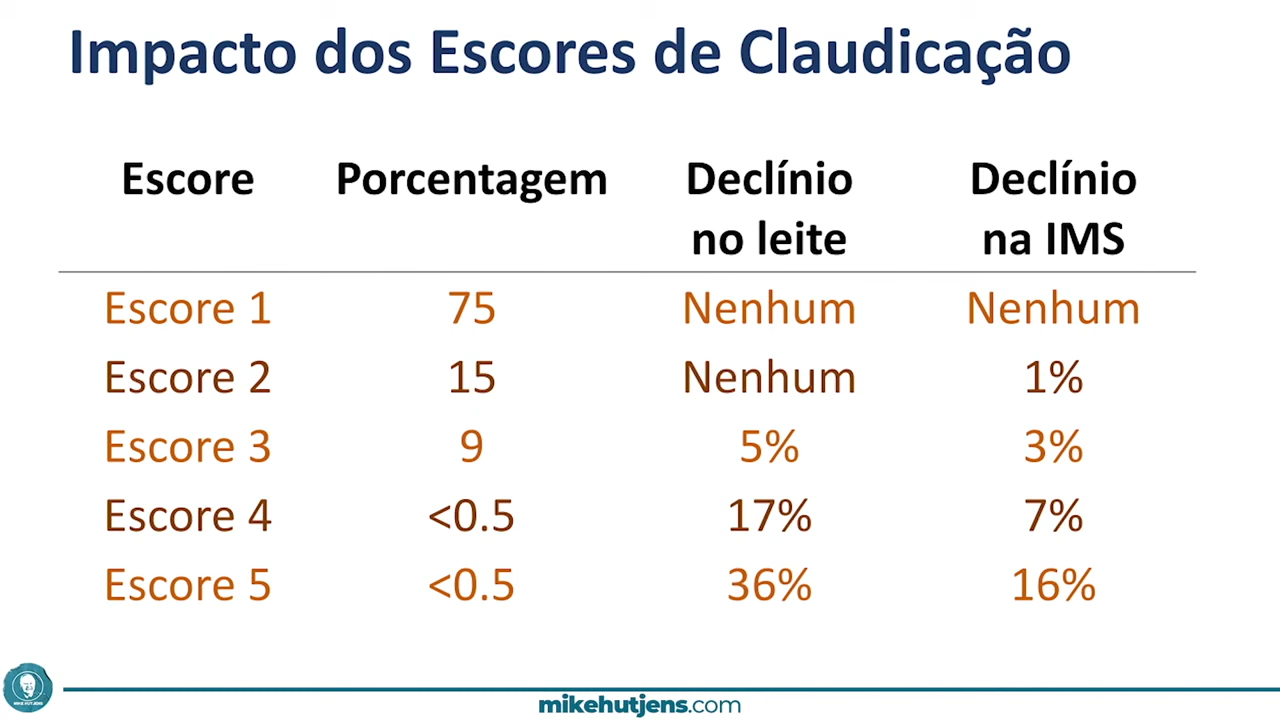 Impacto dos Escores de Claudicação
Escore Porcentagem Declínio no leite Declínio na IMS
Escore 1 75 Nenhum Nenhum
Escore 2 15 Nenhum 1%
Escore 3 9 5% 3%
Escore 4 <0.5 17% 7%
Escore 5 <0.5 36% 16%
MIKE HUTJENS
mikehutjens.com